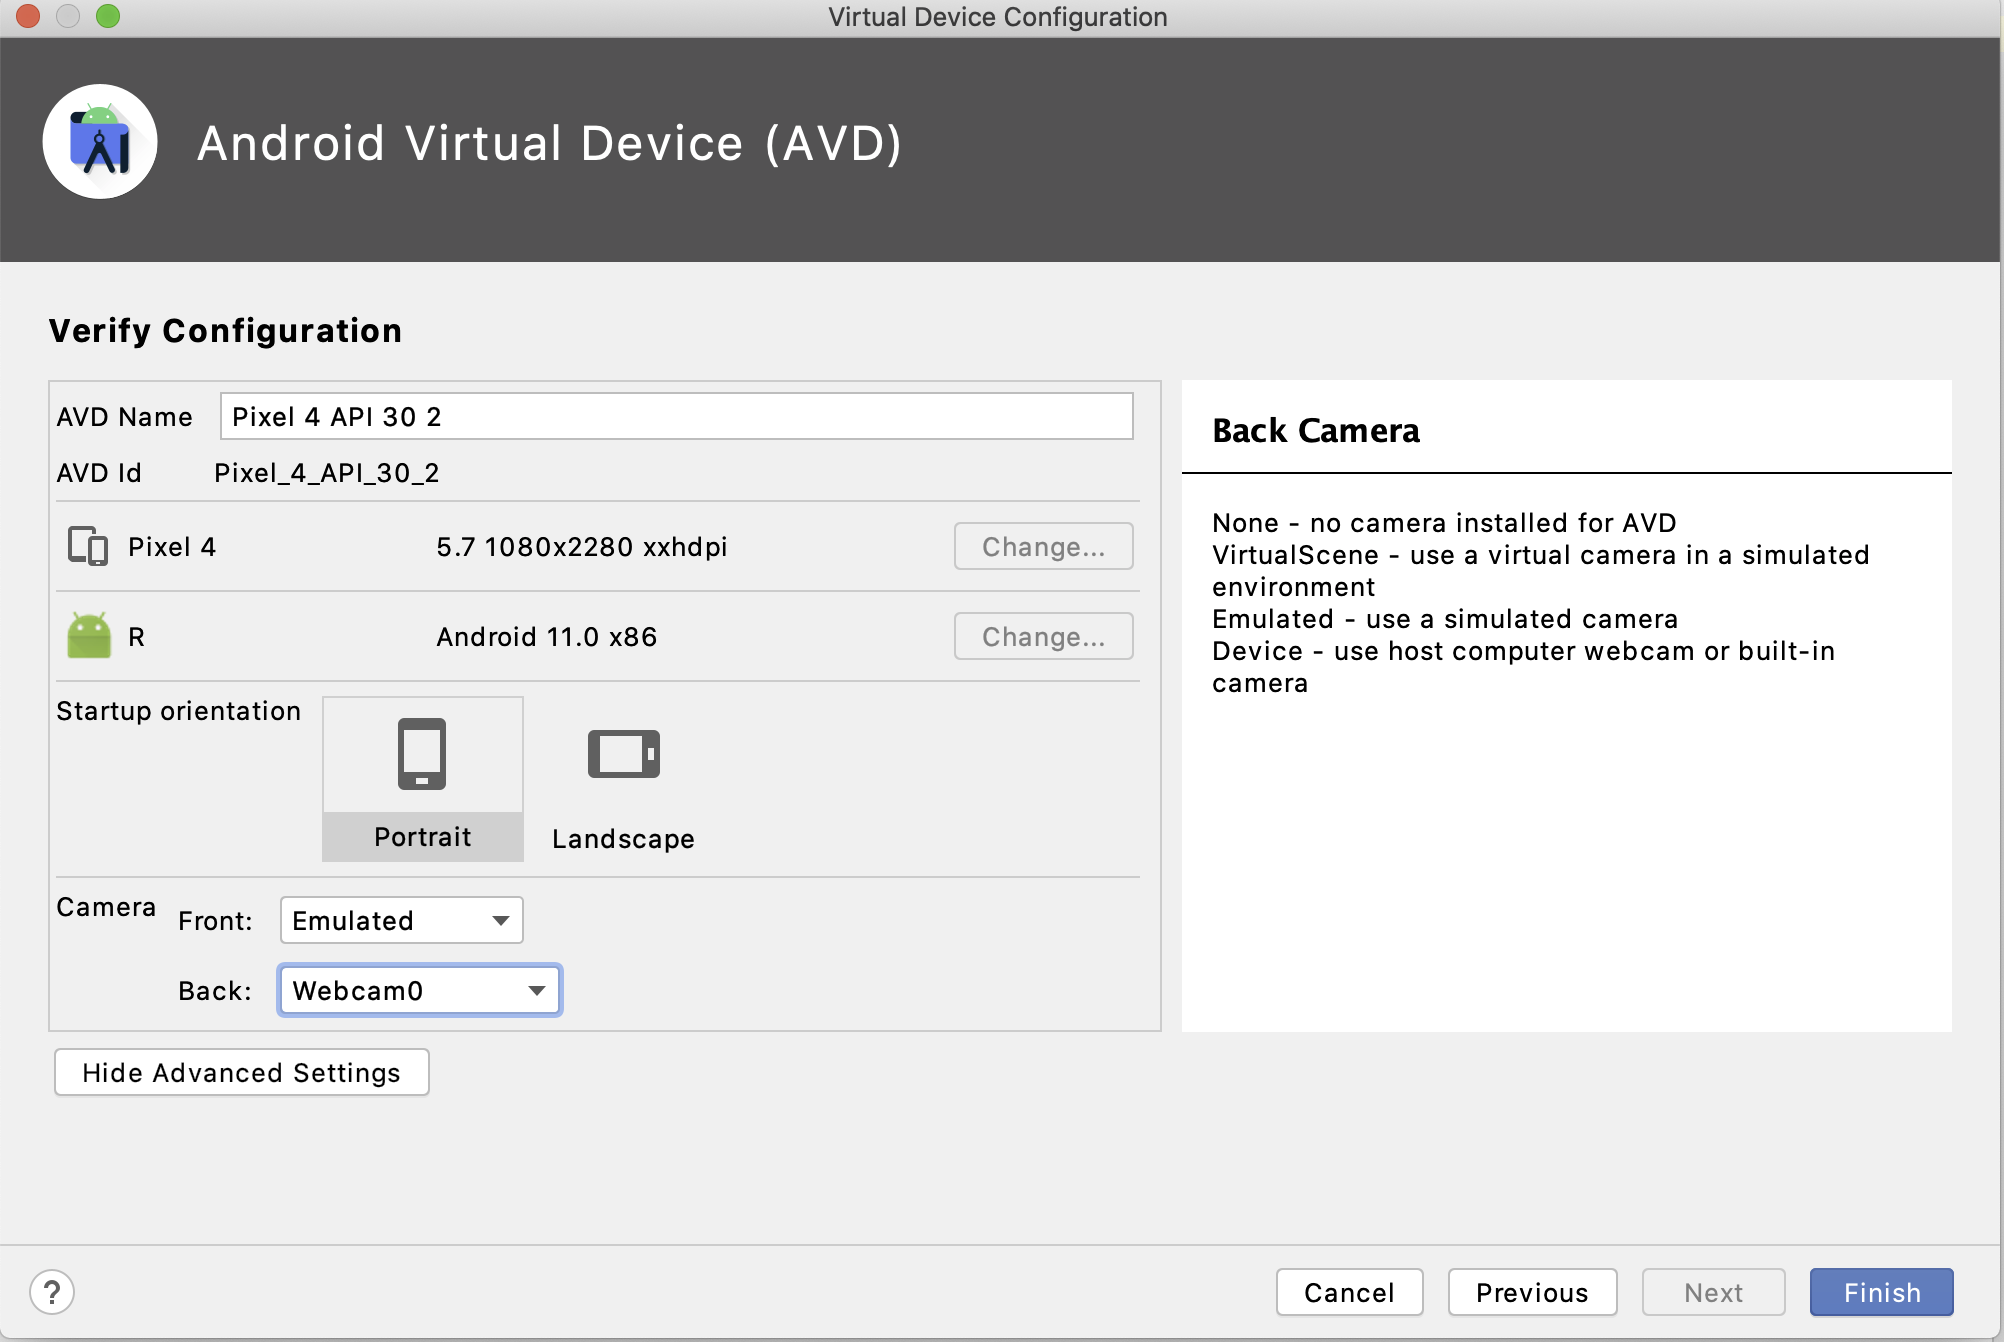 Virtual Device Configuration
Android Virtual Device (AVD)
Verify Configuration
AVD Name Pixel 4 API 30 2
AVD Id Pixel_4_API_30_2
Pixel 4 5.7 1080x2280 xxhdpi Change...
R Android 11.0 x86 Change...
Startup orientation
Portrait
Landscape
Camera
Front: Emulated
Back: Webcam0
Hide Advanced Settings
Back Camera
None - no camera installed for AVD
VirtualScene - use a virtual camera in a simulated
environment
Emulated - use a simulated camera
Device - use host computer webcam or built-in
camera
? Cancel Previous Next Finish